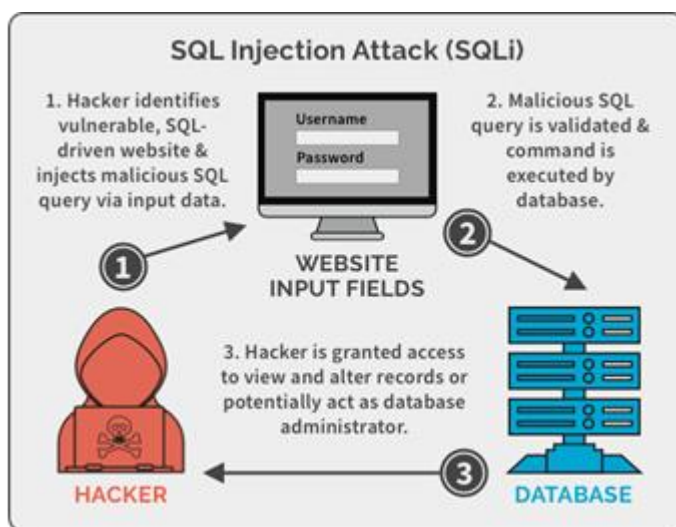 SQL Injection Attack (SQLi)
1. Hacker identifies
vulnerable, SQL-
driven website &
injects malicious SQL
query via input data.
Username
Password
2. Malicious SQL
query is validated &
command is
executed by
database.
1
2
WEBSITE
INPUT FIELDS
3. Hacker is granted access
to view and alter records or
potentially act as database
administrator.
3
HACKER
DATABASE